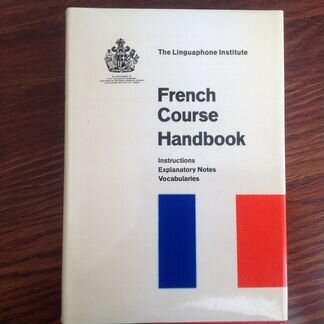 The Linguaphone Institute
French
Course
Handbook
Instructions
Explanatory Notes
Vocabularies